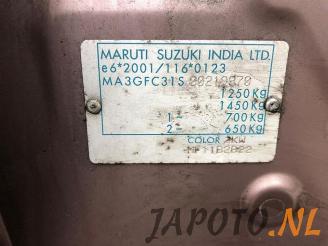 MARUTI SUZUKI INDIA LTD.
e6*2001/116*0123
MA3GFC31S
1250Kg
1450Kg
1- 700Kg
2- 650Kg
COLOR
JAPOTO.NL